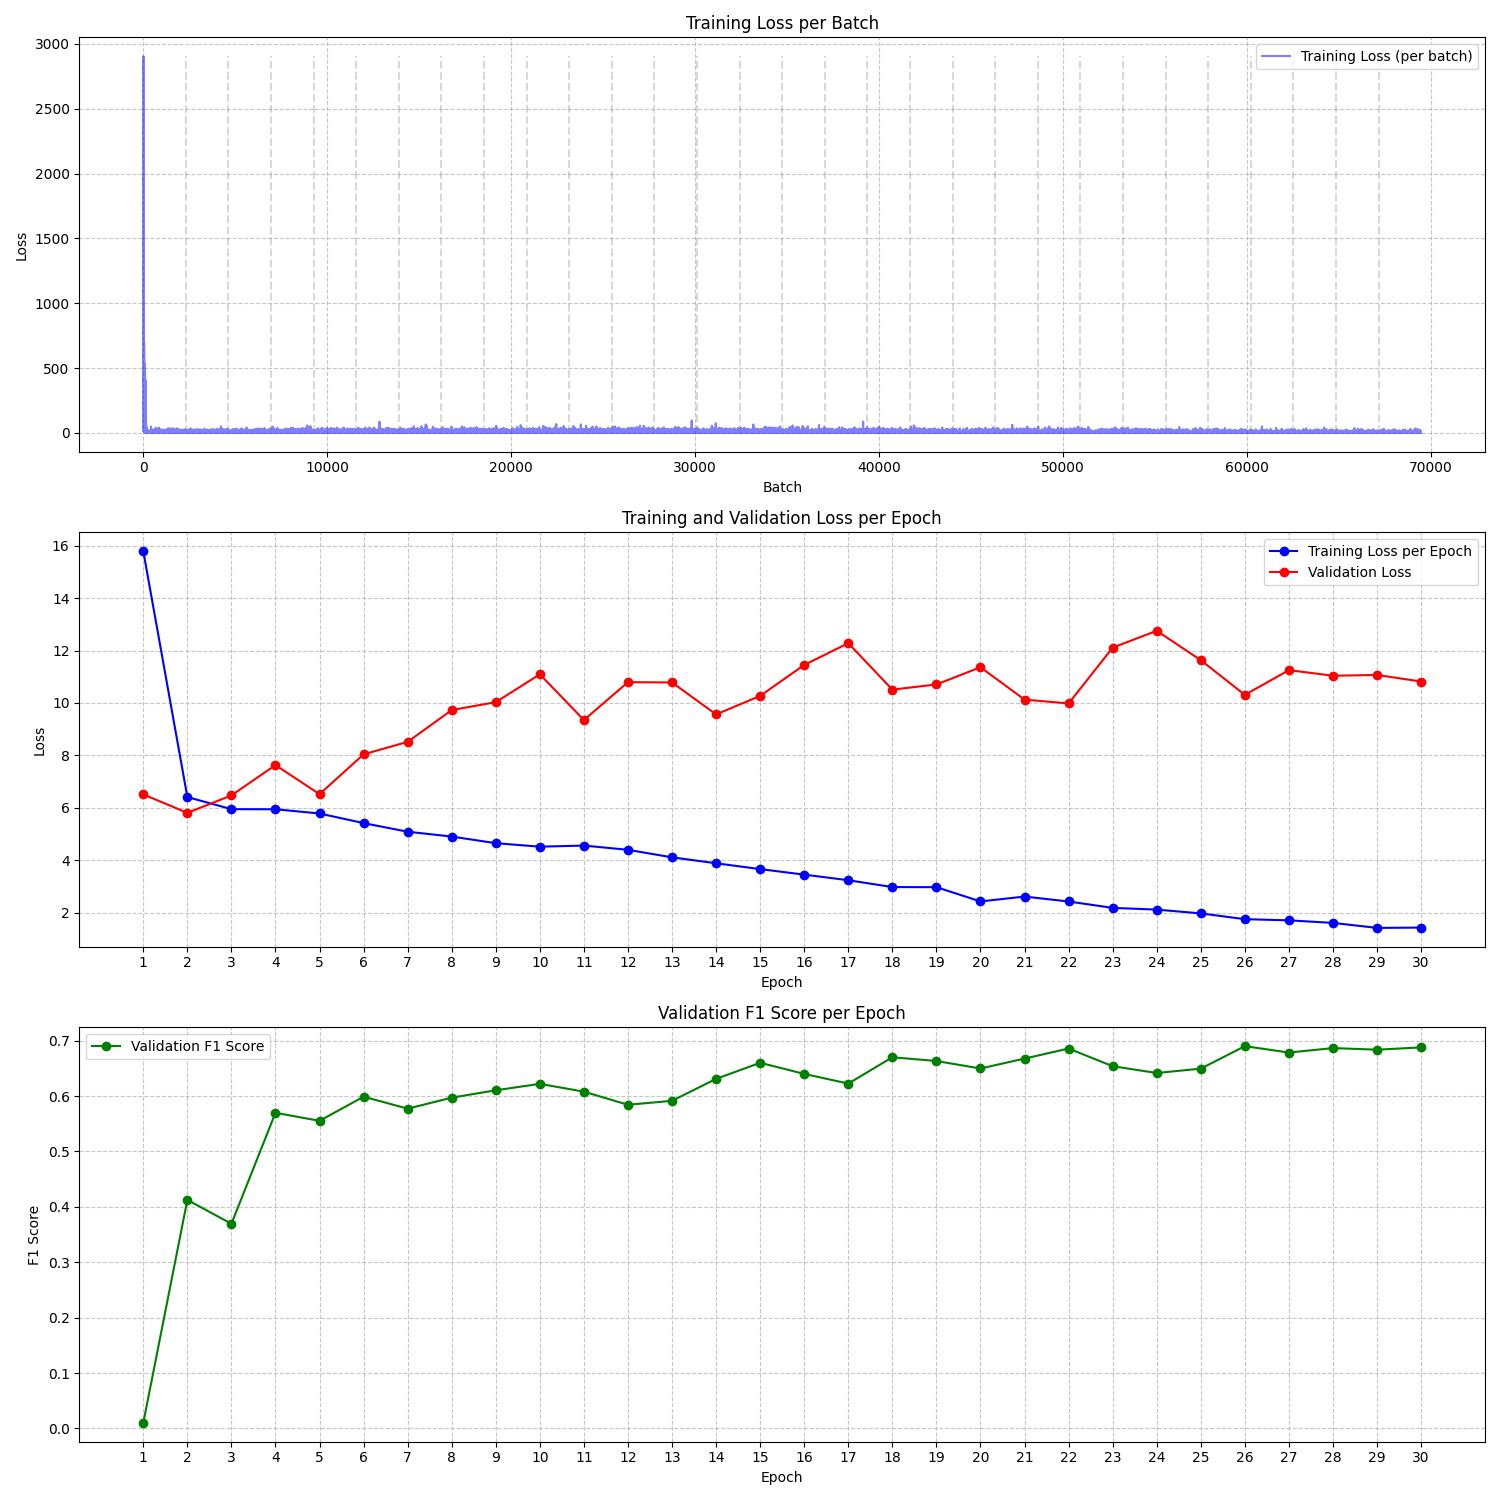 Training Loss per Batch
Training Loss (per batch)
3000
2500
2000
1500
1000
500
0
Loss
0 10000 20000 30000 40000 50000 60000 70000
Batch
Training and Validation Loss per Epoch
Training Loss per Epoch
Validation Loss
16
14
12
10
8
6
4
2
Loss
1 2 3 4 5 6 7 8 9 10 11 12 13 14 15 16 17 18 19 20 21 22 23 24 25 26 27 28 29 30
Epoch
Validation F1 Score per Epoch
Validation F1 Score
0.7
0.6
0.5
0.4
0.3
0.2
0.1
0.0
F1 Score
1 2 3 4 5 6 7 8 9 10 11 12 13 14 15 16 17 18 19 20 21 22 23 24 25 26 27 28 29 30
Epoch